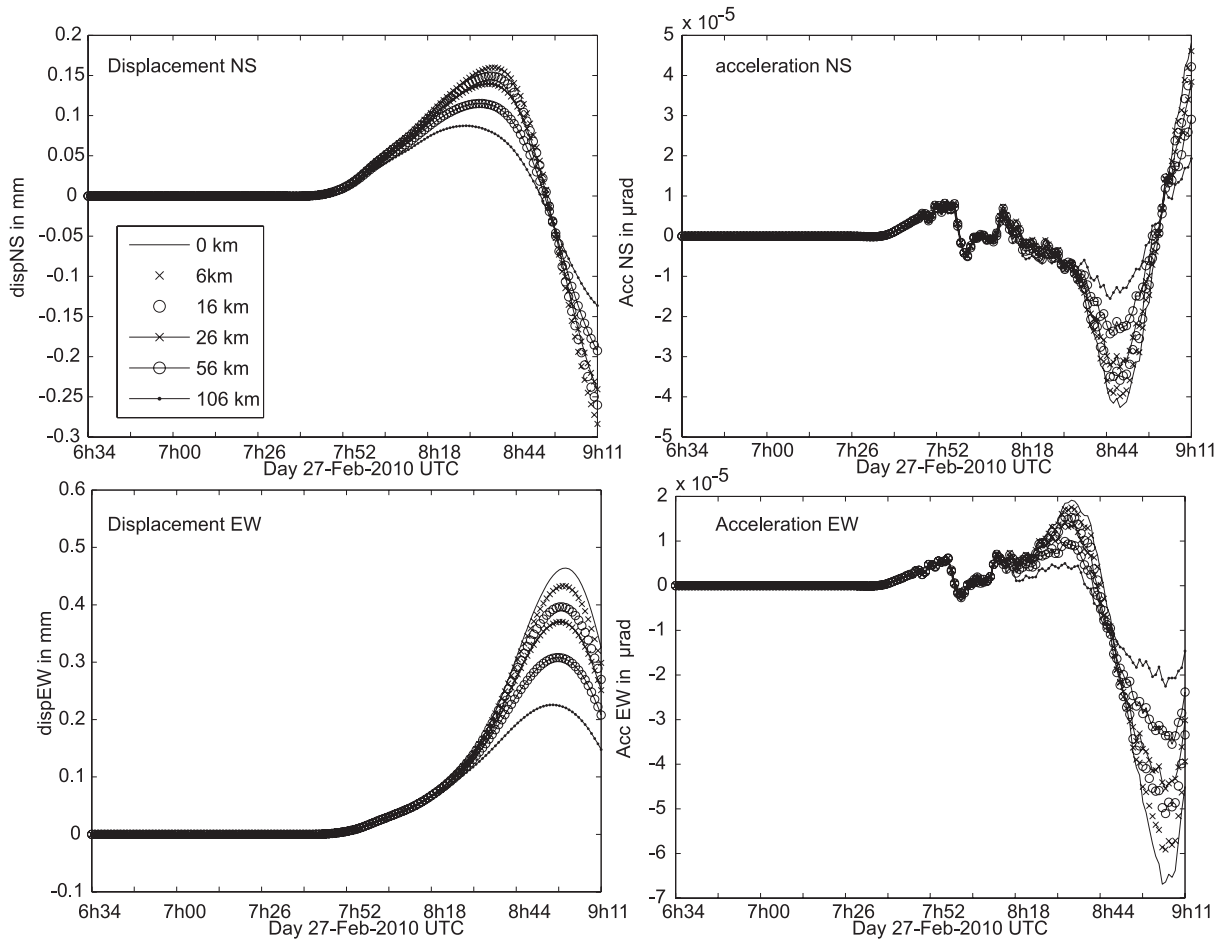 Displacement NS
dispNS in mm
0.2
0.15
0.1
0.05
0
-0.05
-0.1
-0.15
-0.2
-0.25
-0.3
0 km
6km
16 km
26 km
56 km
106 km
6h34 7h00 7h26 7h52 8h18 8h44 9h11
Day 27-Feb-2010 UTC
5 x 10-5
acceleration NS
Acc NS in µrad
4
3
2
1
0
-1
-2
-3
-4
-5
6h34 7h00 7h26 7h52 8h18 8h44 9h11
Day 27-Feb-2010 UTC
Displacement EW
dispEW in mm
0.6
0.5
0.4
0.3
0.2
0.1
0
-0.1
6h34 7h00 7h26 7h52 8h18 8h44 9h11
Day 27-Feb-2010 UTC
2 x 10-5
Acceleration EW
Acc EW in µrad
1
0
-1
-2
-3
-4
-5
-6
-7
6h34 7h00 7h26 7h52 8h18 8h44 9h11
Day 27-Feb-2010 UTC